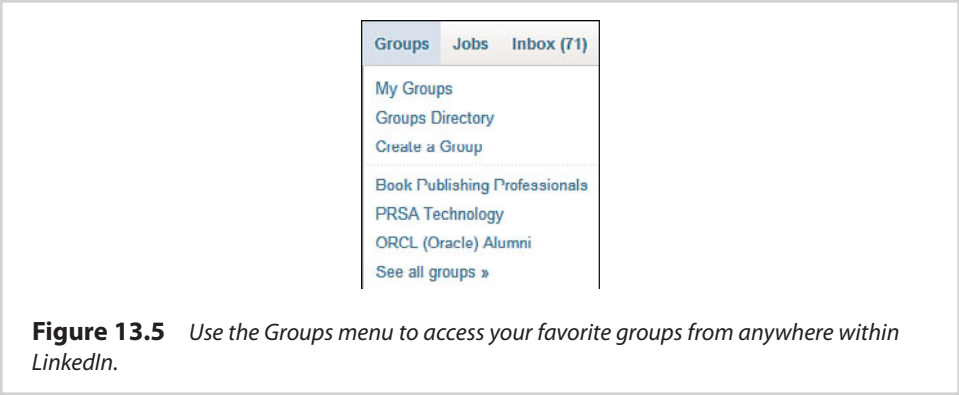 Groups Jobs Inbox (71)
My Groups
Groups Directory
Create a Group
Book Publishing Professionals
PRSA Technology
ORCL (Oracle) Alumni
See all groups »
Figure 13.5 Use the Groups menu to access your favorite groups from anywhere within
LinkedIn.